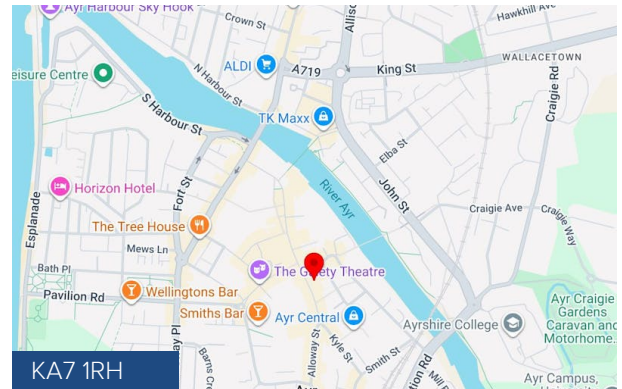 Ayr Harbour Sky Hook
Crown St
Hawkhill Ave
ALDI
A719
King St
WALLACETOWN
eisure Centre
N Harbour St
Craigie Rd
S Harbour St
TK Maxx
Elba St
Horizon Hotel
Fort St
River Ayr
John St
Esplanade
The Tree House
Craigie Ave
Craigie Way
Mews Ln
Bath Pl
The Gaiety Theatre
Pavilion Rd
Wellingtons Bar
Ayr Craigie
Gardens
Caravan and
Motorhome...
Smiths Bar
Ayr Central
Ayrshire College
Alloway St
Kyle St
Smith St
KA7 1RH
Ayr Campus,